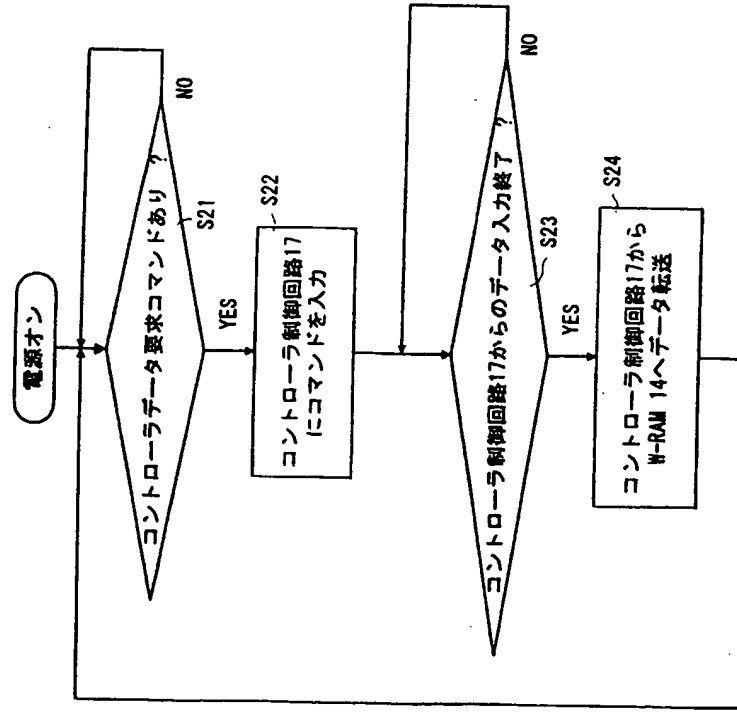 電源オン
コントローラデータ要求コマンドあり ?
S21
NO
YES
S22
コントローラ制御回路17
にコマンドを入力
コントローラ制御回路17からのデータ入力終了 ?
S23
NO
YES
S24
コントローラ制御回路17から
W-RAM 14へデータ転送